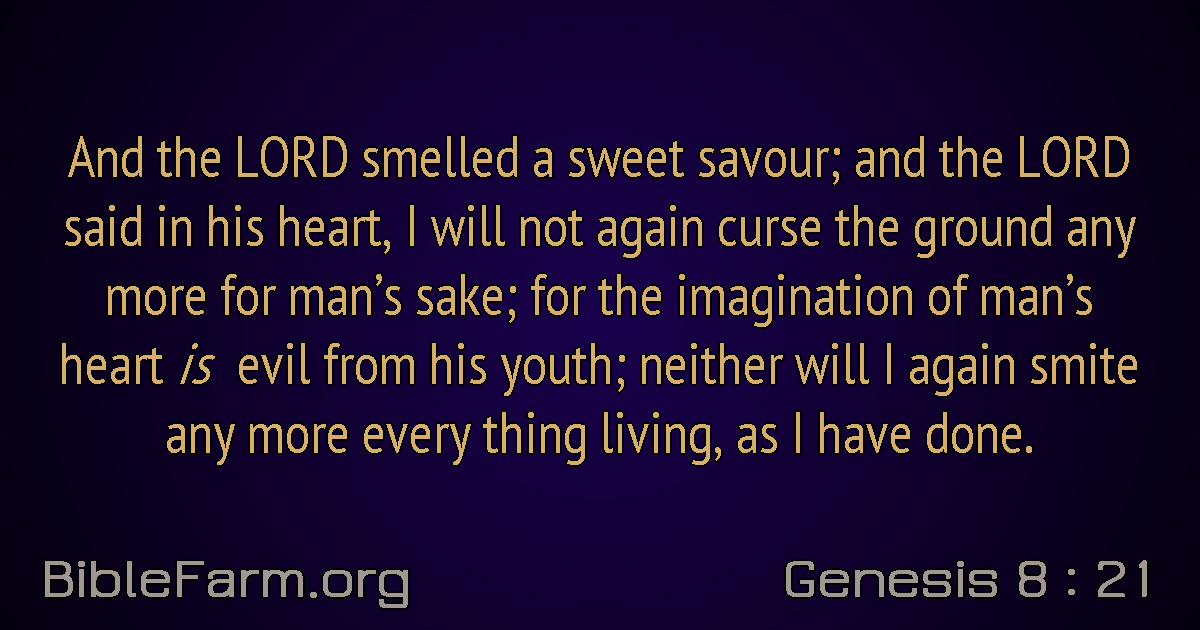 And the LORD smelled a sweet savour; and the LORD
said in his heart, I will not again curse the ground any
more for man’s sake; for the imagination of man’s
heart is evil from his youth; neither will I again smite
any more every thing living, as I have done.
BibleFarm.org
Genesis 8 : 21